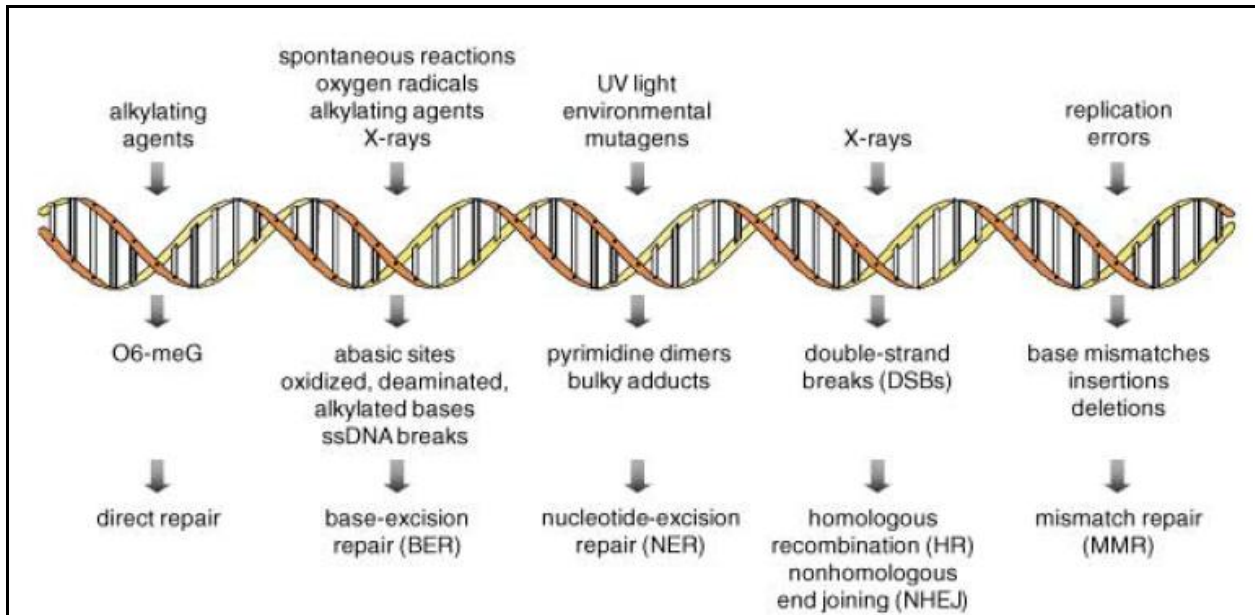 alkylating
agents
spontaneous reactions
oxygen radicals
alkylating agents
X-rays
UV light
environmental
mutagens
X-rays
replication
errors
O6-meG
abasic sites
oxidized, deaminated,
alkylated bases
ssDNA breaks
pyrimidine dimers
bulky adducts
double-strand
breaks (DSBs)
base mismatches
insertions
deletions
direct repair
base-excision
repair (BER)
nucleotide-excision
repair (NER)
homologous
recombination (HR)
nonhomologous
end joining (NHEJ)
mismatch repair
(MMR)